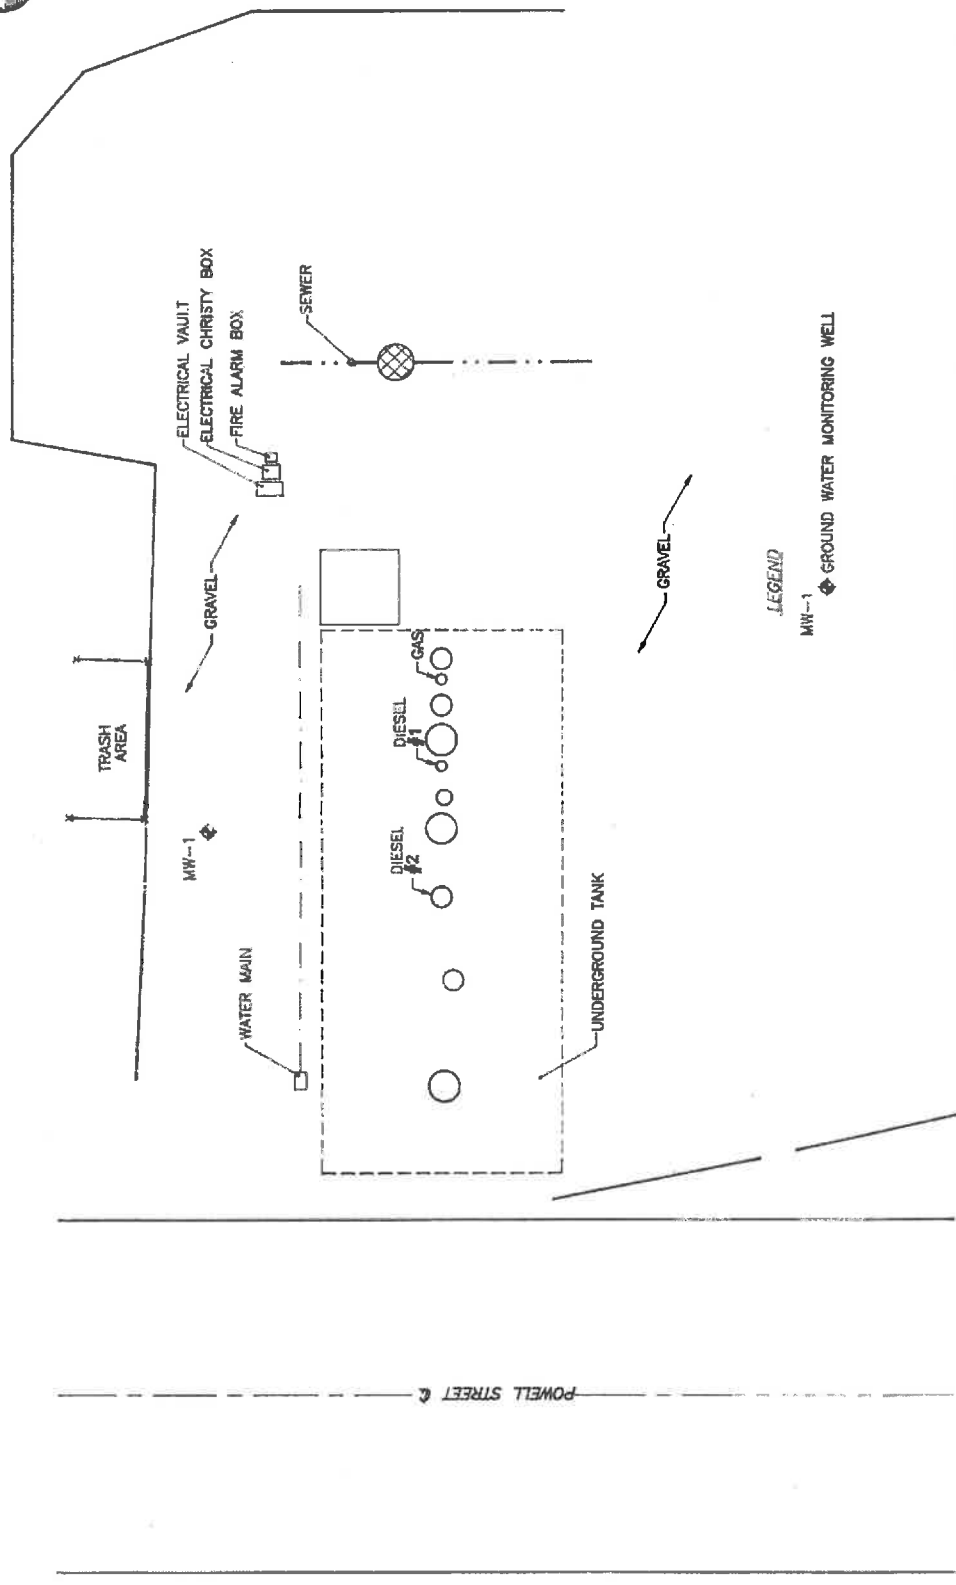 TRASH
AREA
GRAVEL
ELECTRICAL VAULT
ELECTRICAL CHRISTY BOX
FIRE ALARM BOX
SEWER
MW-1
WATER MAIN
DIESEL
#2
DIESEL
#1
GAS
UNDERGROUND TANK
GRAVEL
LEGEND
MW-1
GROUND WATER MONITORING WELL
POWELL STREET ℄